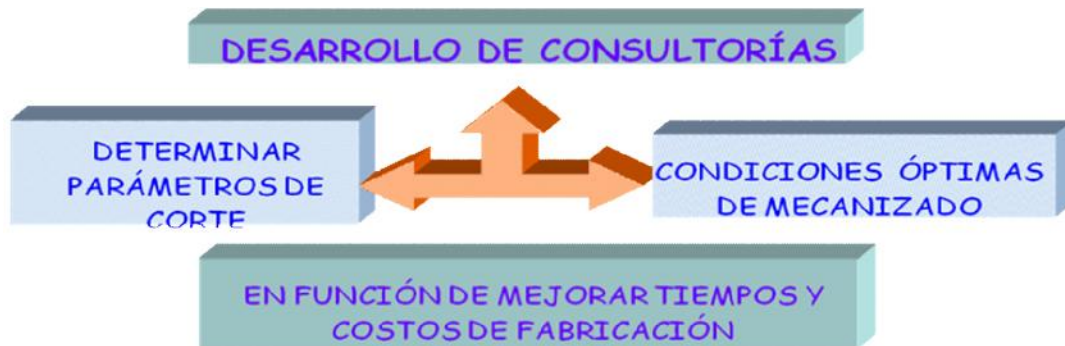 DESARROLLO DE CONSULTORÍAS
DETERMINAR
PARÁMETROS DE
CORTE
CONDICIONES ÓPTIMAS
DE MECANIZADO
EN FUNCIÓN DE MEJORAR TIEMPOS Y
COSTOS DE FABRICACIÓN